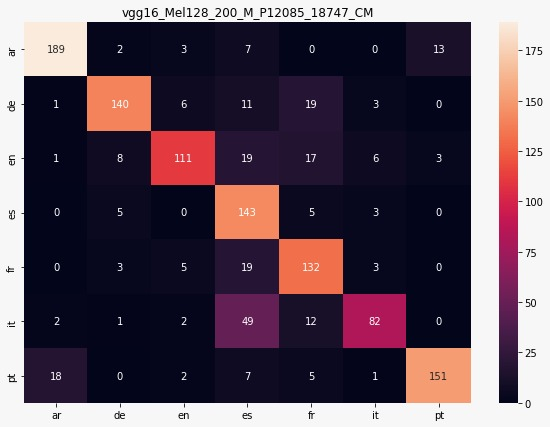 vgg16_Mel128_200_M_P12085_18747_CM
ar 189 2 3 7 0 0 13
de 1 140 6 11 19 3 0
en 1 8 111 19 17 6 3
es 0 5 0 143 5 3 0
fr 0 3 5 19 132 3 0
it 2 1 2 49 12 82 0
pt 18 0 2 7 5 1 151
ar de en es fr it pt
175
150
125
100
75
50
25
0